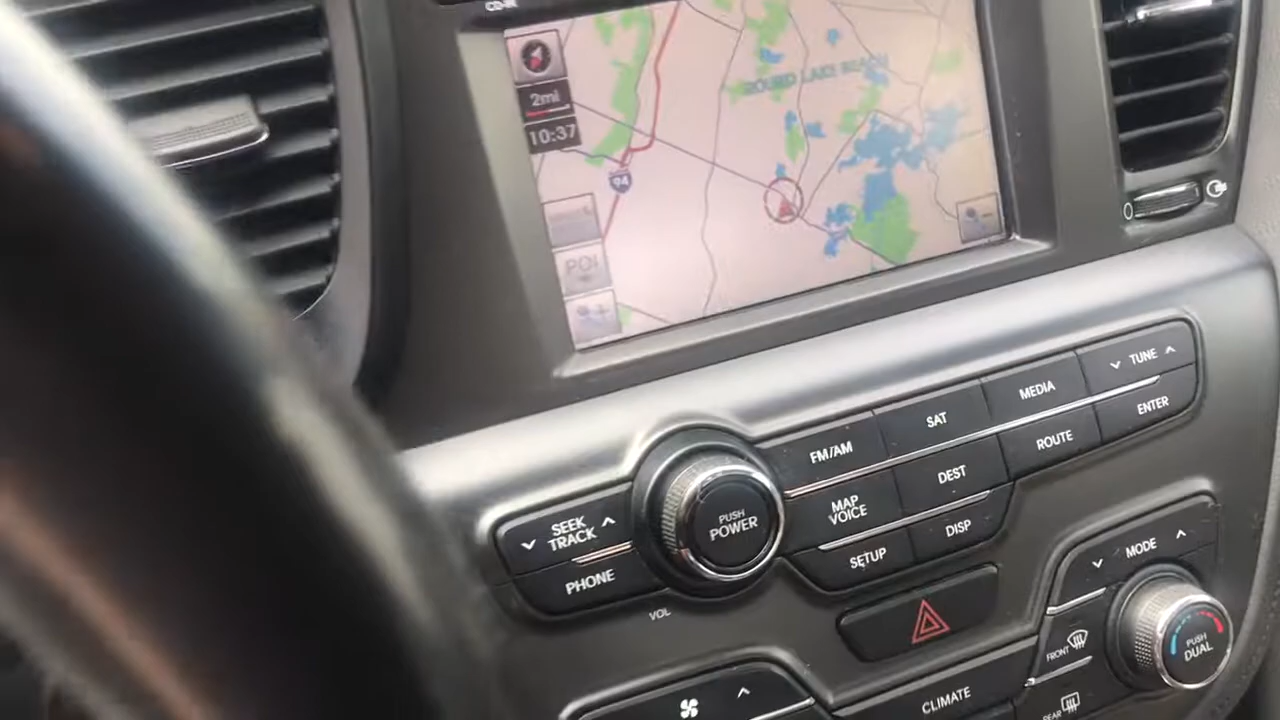 CD-R
2mi
10:37
94
ROUND LAKE BEACH
POI
FM/AM
SAT
MEDIA
TUNE
SEEK
TRACK
PUSH
POWER
MAP
VOICE
DEST
ROUTE
ENTER
PHONE
VOL
SETUP
DISP
MODE
FRONT
PUSH
DUAL
CLIMATE
REAR